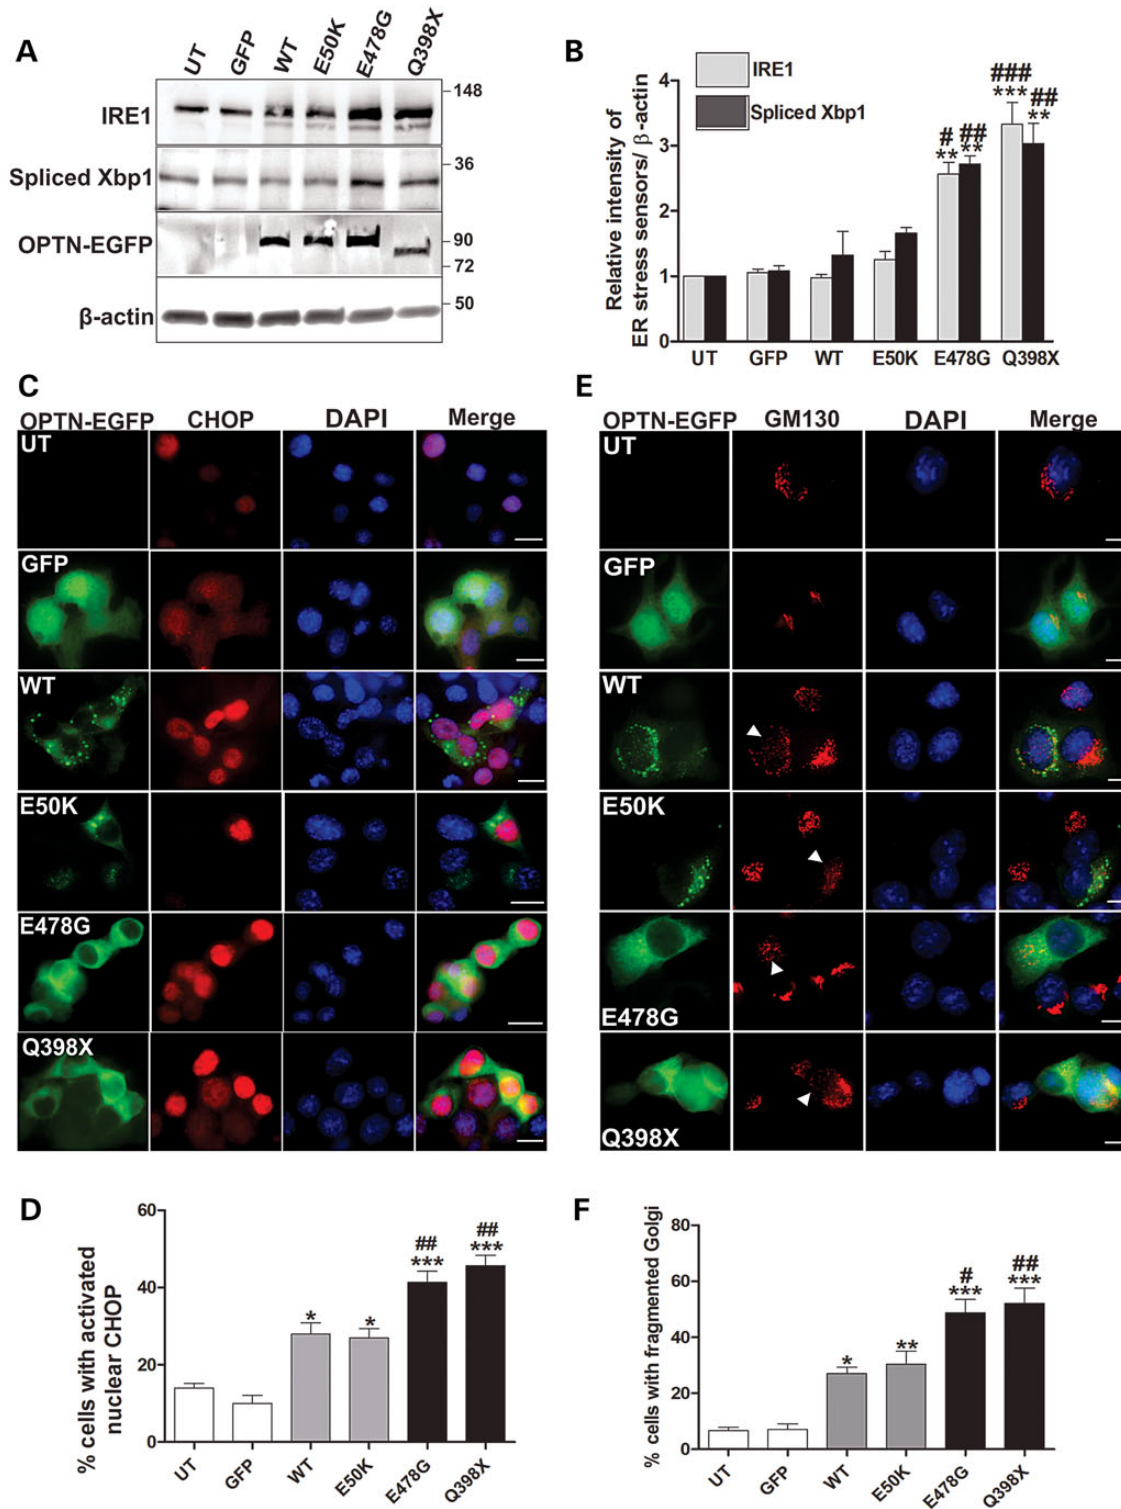 A
UT GFP WT E50K E478G Q398X
IRE1
148
Spliced Xbp1
36
OPTN-EGFP
90
72
β-actin
50
B
Relative intensity of
ER stress sensors/ β-actin
IRE1
Spliced Xbp1
4
3
2
1
0
# ## ### ##
** ** *** **
UT GFP WT E50K E478G Q398X
C
OPTN-EGFP CHOP DAPI Merge
UT
GFP
WT
E50K
E478G
Q398X
E
OPTN-EGFP GM130 DAPI Merge
UT
GFP
WT
E50K
E478G
Q398X
D
% cells with activated
nuclear CHOP
60
40
20
0
## ##
* * *** ***
UT GFP WT E50K E478G Q398X
F
% cells with fragmented Golgi
80
60
40
20
0
# ##
* ** *** ***
UT GFP WT E50K E478G Q398X